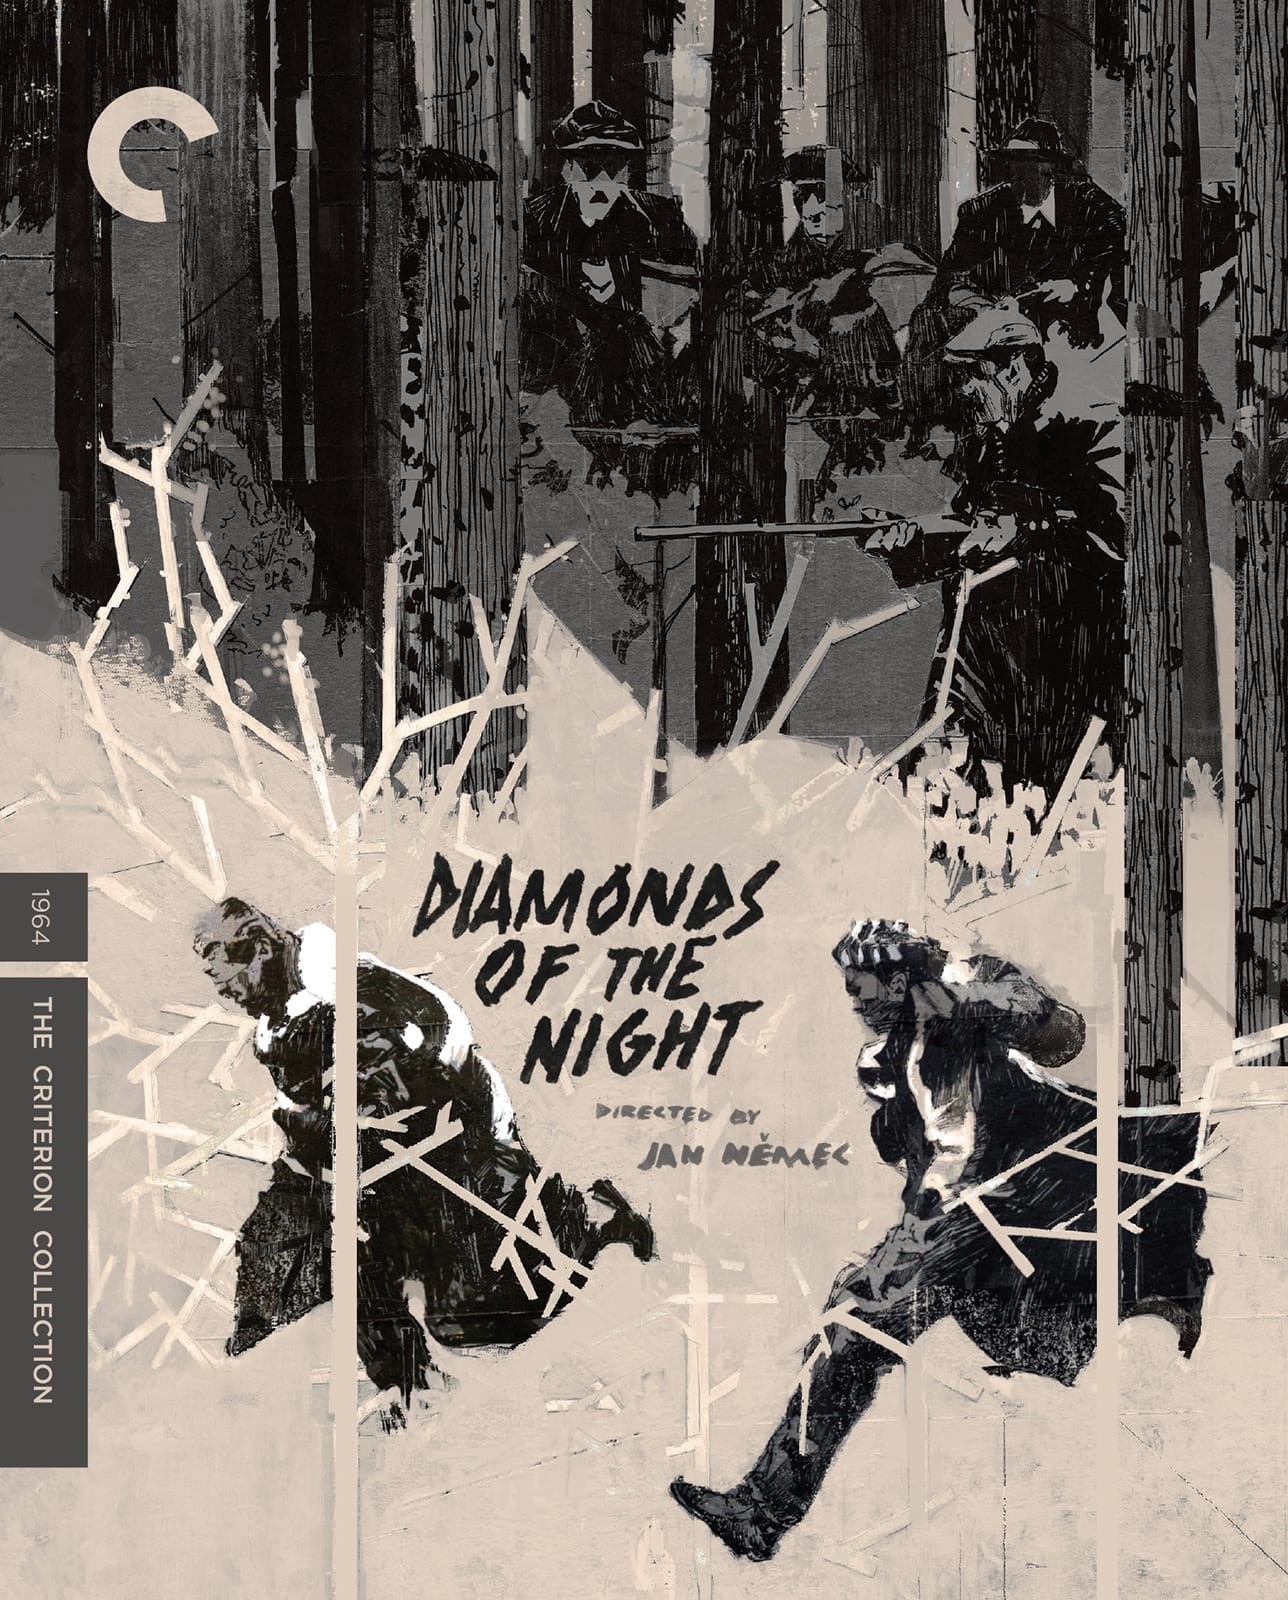 DIAMONDS
OF THE
NIGHT
DIRECTED BY
JAN NĚMEC
1964
THE CRITERION COLLECTION